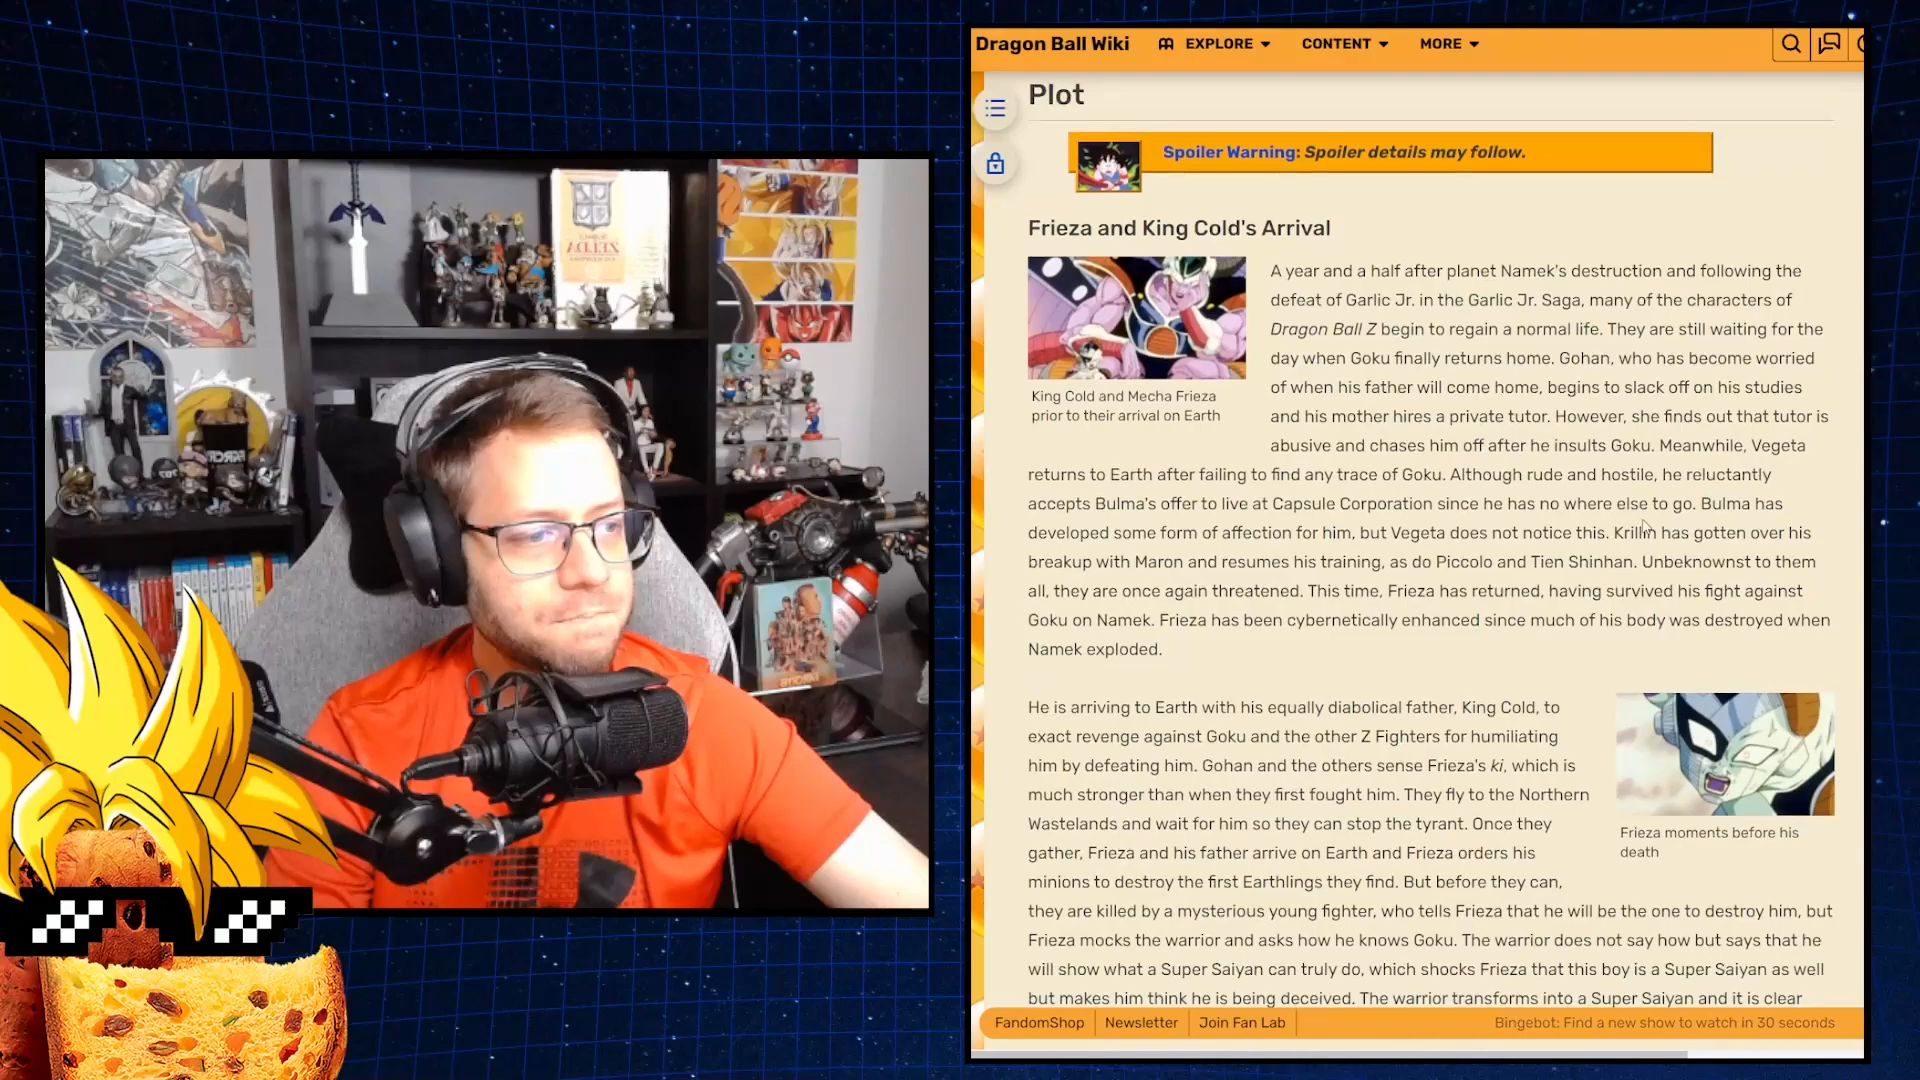 Dragon Ball Wiki
EXPLORE
CONTENT
MORE
Plot
Spoiler Warning: Spoiler details may follow.
Frieza and King Cold's Arrival
King Cold and Mecha Frieza
prior to their arrival on Earth
A year and a half after planet Namek's destruction and following the
defeat of Garlic Jr. in the Garlic Jr. Saga, many of the characters of
Dragon Ball Z begin to regain a normal life. They are still waiting for the
day when Goku finally returns home. Gohan, who has become worried
of when his father will come home, begins to slack off on his studies
and his mother hires a private tutor. However, she finds out that tutor is
abusive and chases him off after he insults Goku. Meanwhile, Vegeta
returns to Earth after failing to find any trace of Goku. Although rude and hostile, he reluctantly
accepts Bulma's offer to live at Capsule Corporation since he has no where else to go. Bulma has
developed some form of affection for him, but Vegeta does not notice this. Krillin has gotten over his
breakup with Maron and resumes his training, as do Piccolo and Tien Shinhan. Unbeknownst to them
all, they are once again threatened. This time, Frieza has returned, having survived his fight against
Goku on Namek. Frieza has been cybernetically enhanced since much of his body was destroyed when
Namek exploded.
He is arriving to Earth with his equally diabolical father, King Cold, to
exact revenge against Goku and the other Z Fighters for humiliating
him by defeating him. Gohan and the others sense Frieza's ki, which is
much stronger than when they first fought him. They fly to the Northern
Wastelands and wait for him so they can stop the tyrant. Once they
gather, Frieza and his father arrive on Earth and Frieza orders his
minions to destroy the first Earthlings they find. But before they can,
they are killed by a mysterious young fighter, who tells Frieza that he will be the one to destroy him, but
Frieza mocks the warrior and asks how he knows Goku. The warrior does not say how but says that he
will show what a Super Saiyan can truly do, which shocks Frieza that this boy is a Super Saiyan as well
but makes him think he is being deceived. The warrior transforms into a Super Saiyan and it is clear
Frieza moments before his
death
FandomShop
Newsletter
Join Fan Lab
Bingebot: Find a new show to watch in 30 seconds
ZELDA